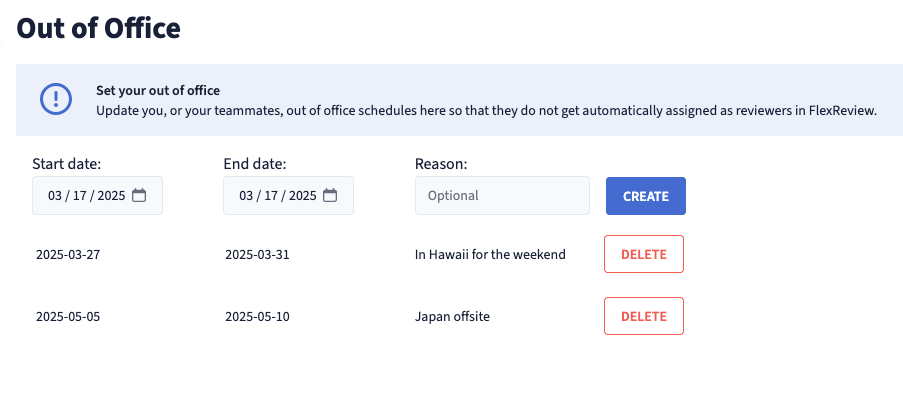 Out of Office
Set your out of office
Update you, or your teammates, out of office schedules here so that they do not get automatically assigned as reviewers in FlexReview.
Start date: End date: Reason:
03 / 17 / 2025 03 / 17 / 2025 Optional CREATE
2025-03-27 2025-03-31 In Hawaii for the weekend DELETE
2025-05-05 2025-05-10 Japan offsite DELETE